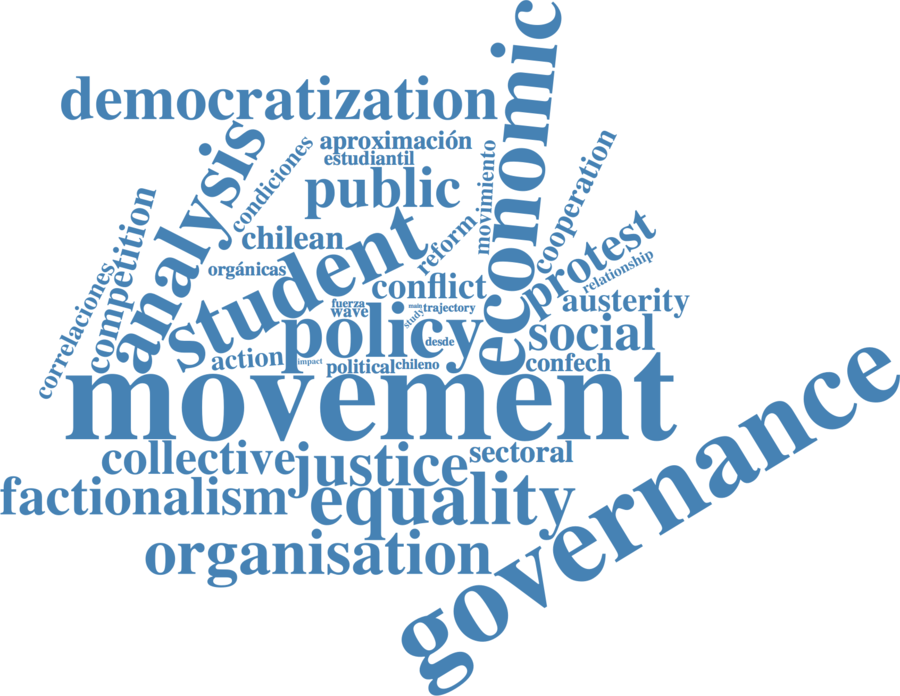 economic
democratization
analysis
aproximación
estudiantil
condiciones
movimiento
cooperation
public
competition
chilean
student
reform
protest
orgánicas
relationship
correlaciones
conflict
austerity
fuerza
wave
main
trajectory
study
policy
desde
social
action
impact
political
chileno
confech
movement
governance
collective
justice
sectoral
factionalism
equality
organisation